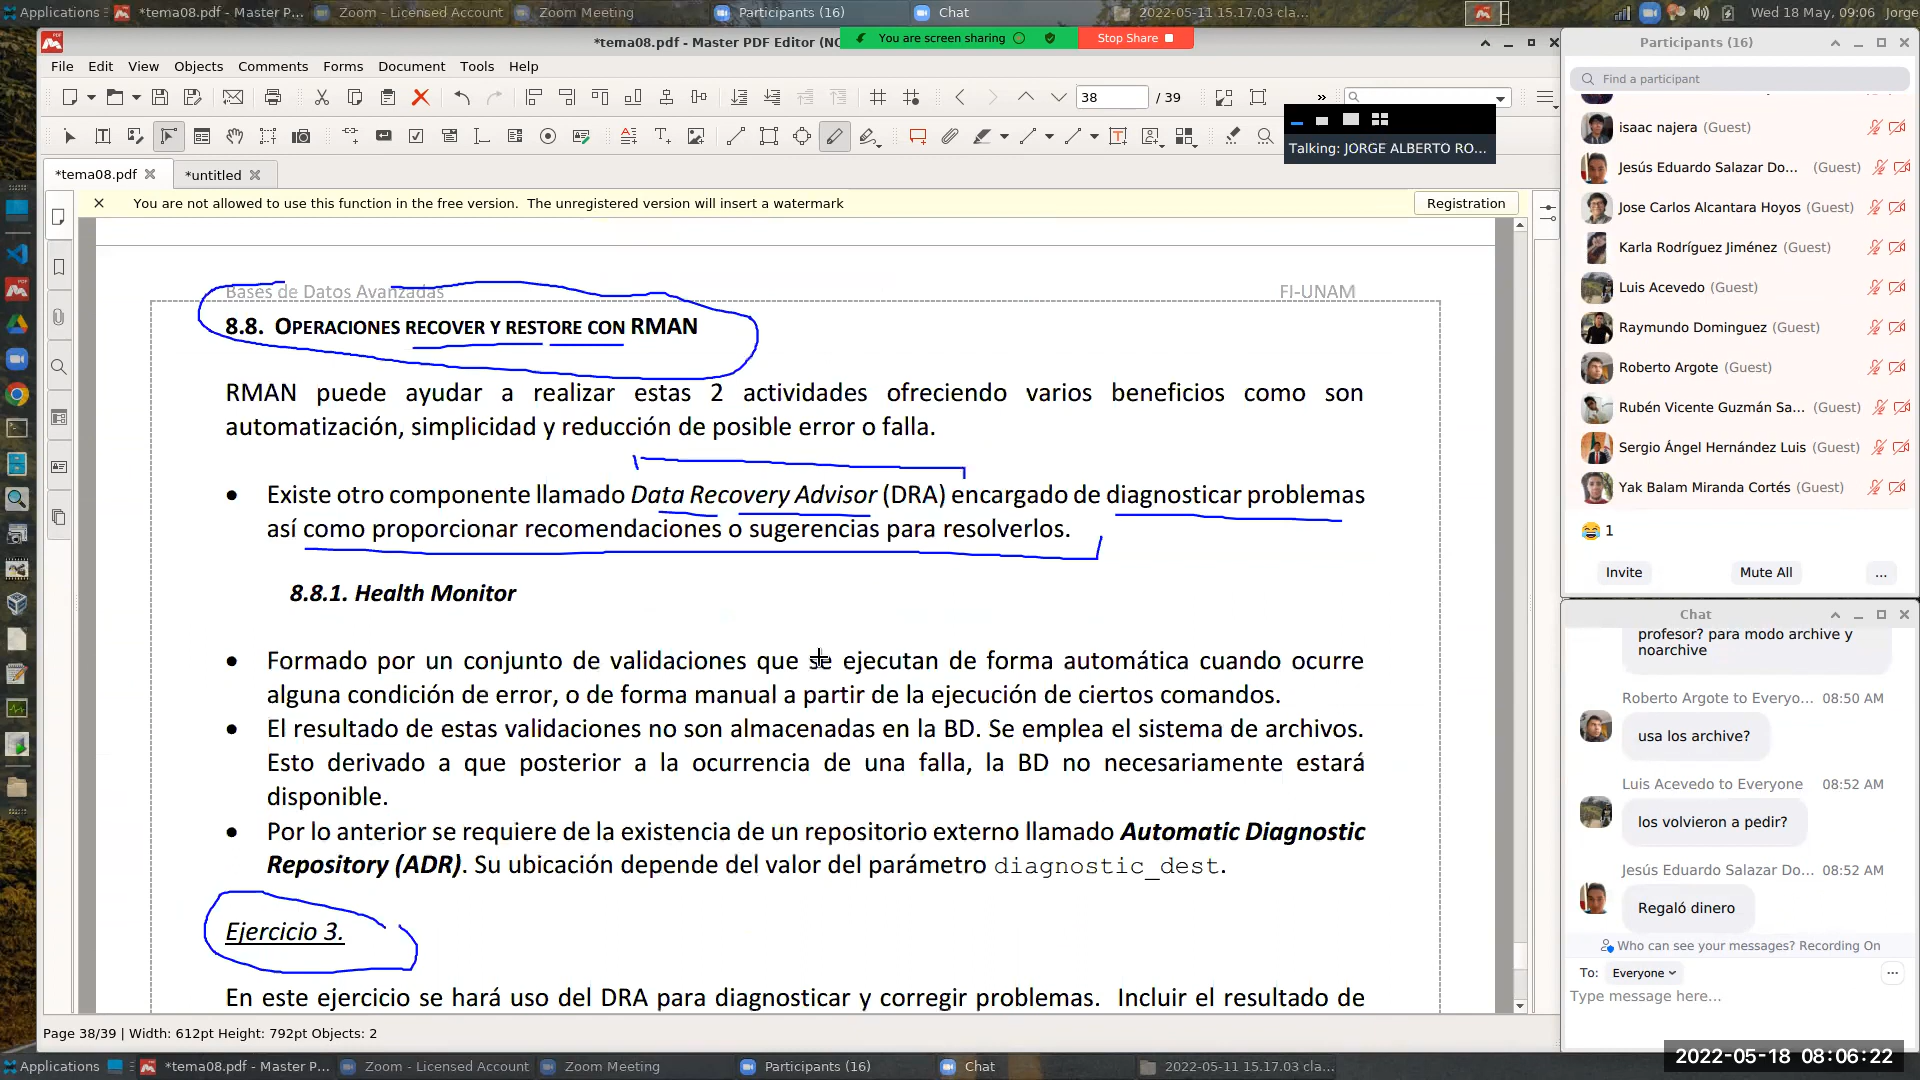 Applications *tema08.pdf - Master P... Zoom - Licensed Account Zoom Meeting Participants (16) Chat 2022-05-11 15.17.03 cla... Wed 18 May, 09:06 Jorge
*tema08.pdf - Master PDF Editor (NO
You are screen sharing Stop Share
File Edit View Objects Comments Forms Document Tools Help
38 / 39
Talking: JORGE ALBERTO RO...
*tema08.pdf *untitled
You are not allowed to use this function in the free version. The unregistered version will insert a watermark Registration
Bases de Datos Avanzadas FI-UNAM
8.8. OPERACIONES RECOVER Y RESTORE CON RMAN
RMAN puede ayudar a realizar estas 2 actividades ofreciendo varios beneficios como son
automatización, simplicidad y reducción de posible error o falla.
• Existe otro componente llamado Data Recovery Advisor (DRA) encargado de diagnosticar problemas
así como proporcionar recomendaciones o sugerencias para resolverlos.
8.8.1. Health Monitor
• Formado por un conjunto de validaciones que se ejecutan de forma automática cuando ocurre
alguna condición de error, o de forma manual a partir de la ejecución de ciertos comandos.
• El resultado de estas validaciones no son almacenadas en la BD. Se emplea el sistema de archivos.
Esto derivado a que posterior a la ocurrencia de una falla, la BD no necesariamente estará
disponible.
• Por lo anterior se requiere de la existencia de un repositorio externo llamado Automatic Diagnostic
Repository (ADR). Su ubicación depende del valor del parámetro diagnostic_dest.
Ejercicio 3.
En este ejercicio se hará uso del DRA para diagnosticar y corregir problemas. Incluir el resultado de
Page 38/39 | Width: 612pt Height: 792pt Objects: 2
Participants (16)
Find a participant
isaac najera (Guest)
Jesús Eduardo Salazar Do... (Guest)
Jose Carlos Alcantara Hoyos (Guest)
Karla Rodríguez Jiménez (Guest)
Luis Acevedo (Guest)
Raymundo Dominguez (Guest)
Roberto Argote (Guest)
Rubén Vicente Guzmán Sa... (Guest)
Sergio Ángel Hernández Luis (Guest)
Yak Balam Miranda Cortés (Guest)
😂 1
Invite Mute All ...
Chat
profesor? para modo archive y
noarchive
Roberto Argote to Everyo... 08:50 AM
usa los archive?
Luis Acevedo to Everyone 08:52 AM
los volvieron a pedir?
Jesús Eduardo Salazar Do... 08:52 AM
Regaló dinero
Who can see your messages? Recording On
To: Everyone
Type message here...
Applications *tema08.pdf - Master P... Zoom - Licensed Account Zoom Meeting Participants (16) Chat 2022-05-11 15.17.03 cla...
2022-05-18 08:06:22